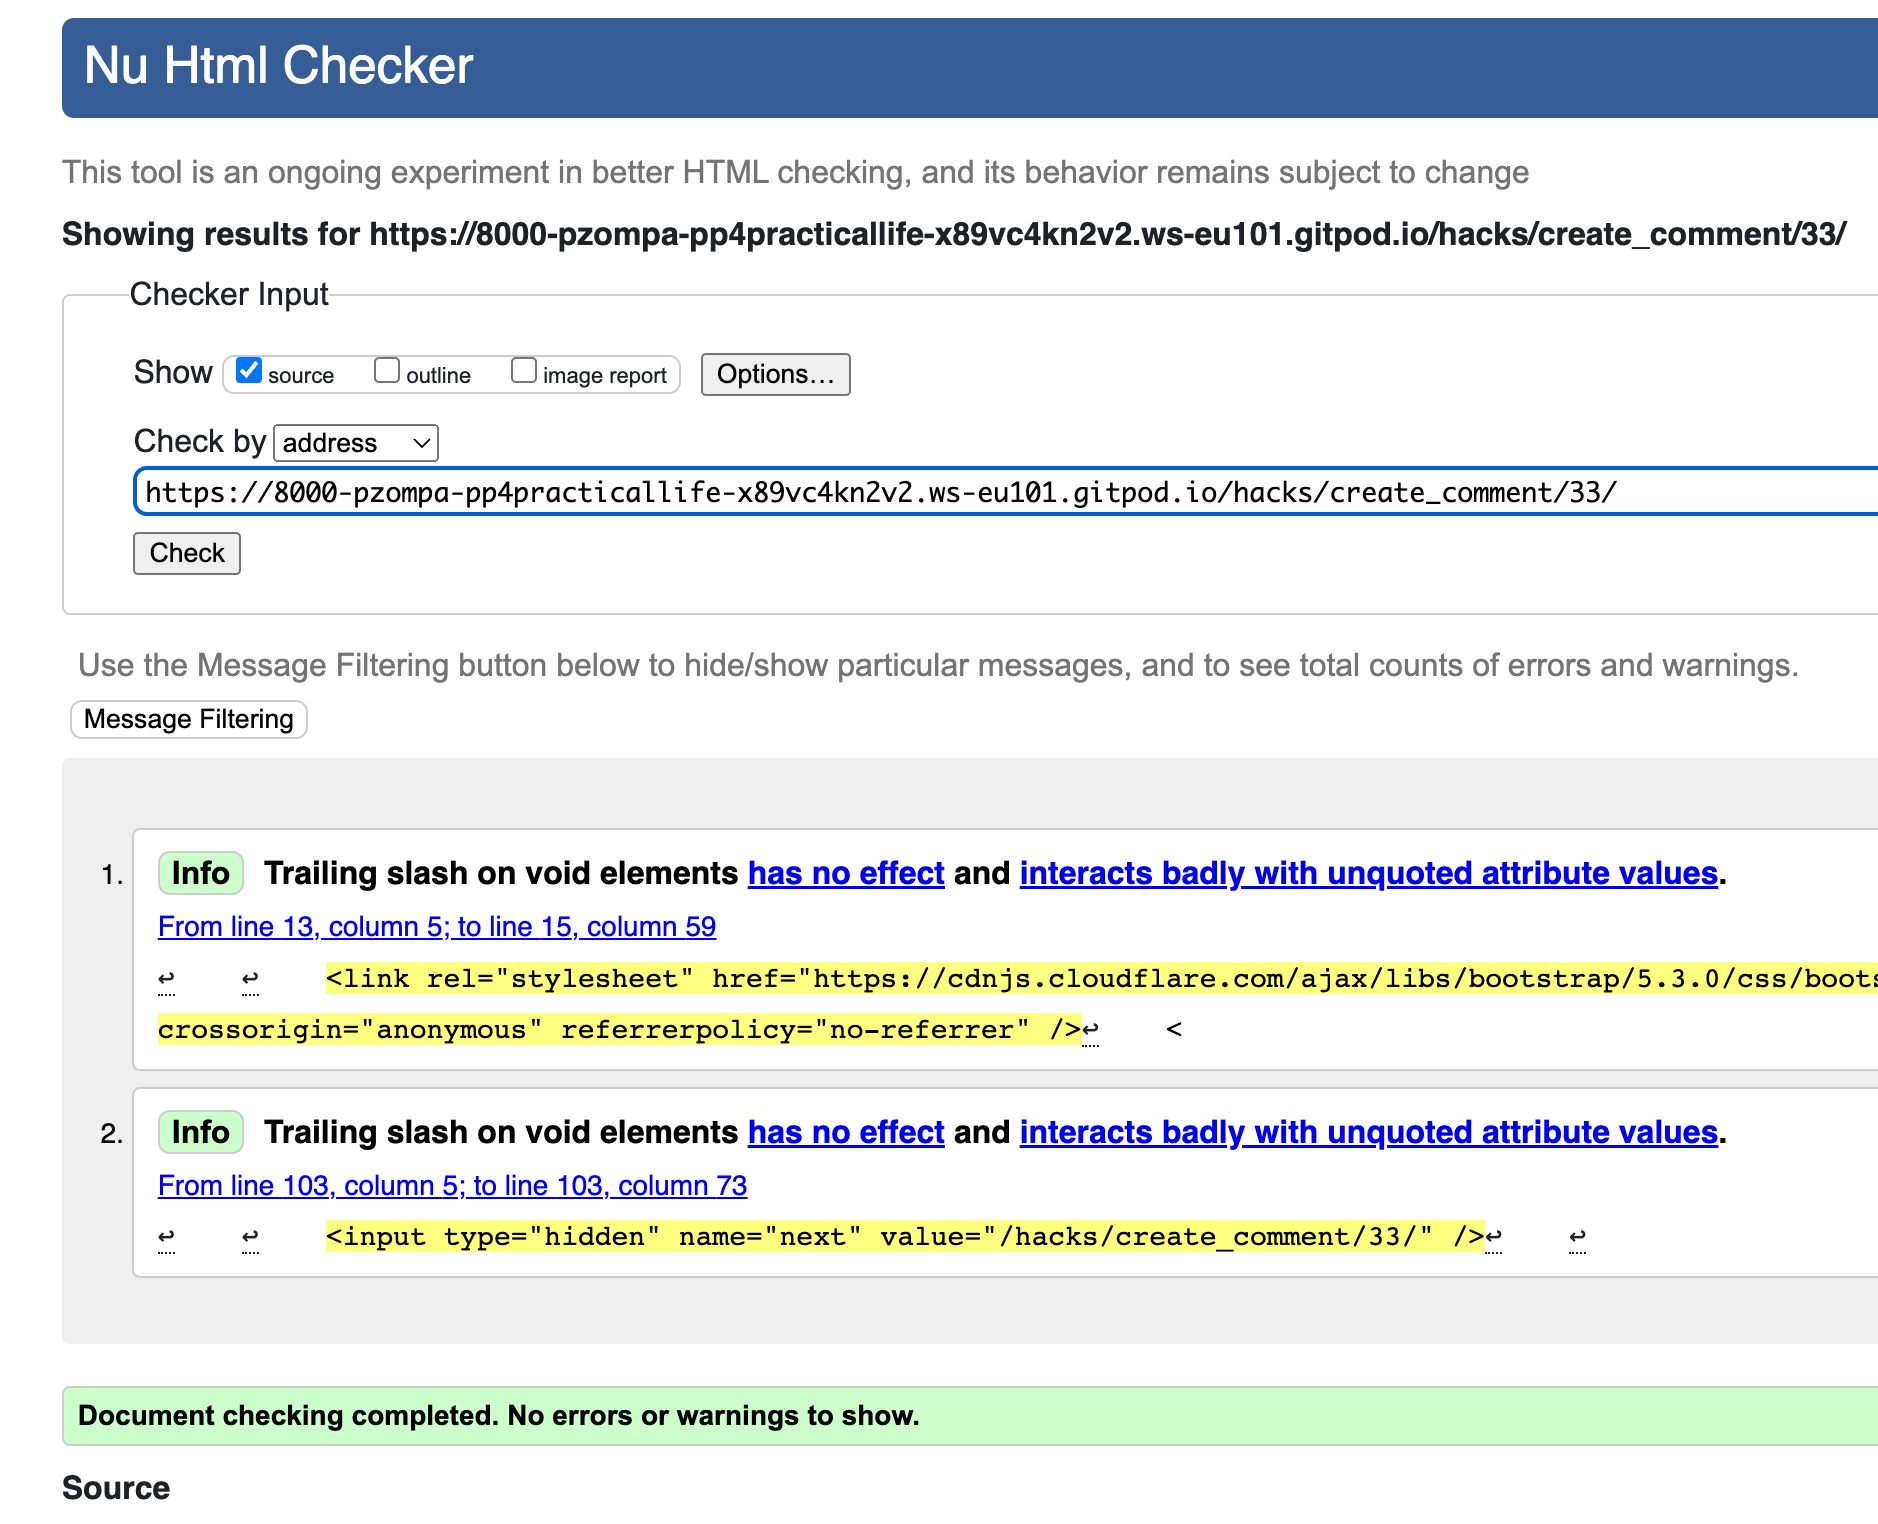 Nu Html Checker
This tool is an ongoing experiment in better HTML checking, and its behavior remains subject to change
Showing results for https://8000-pzompa-pp4practicallife-x89vc4kn2v2.ws-eu101.gitpod.io/hacks/create_comment/33/
Checker Input
Show source outline image report Options...
Check by address
https://8000-pzompa-pp4practicallife-x89vc4kn2v2.ws-eu101.gitpod.io/hacks/create_comment/33/
Check
Use the Message Filtering button below to hide/show particular messages, and to see total counts of errors and warnings.
Message Filtering
1. Info Trailing slash on void elements has no effect and interacts badly with unquoted attribute values.
From line 13, column 5; to line 15, column 59
↩ ↩ <link rel="stylesheet" href="https://cdnjs.cloudflare.com/ajax/libs/bootstrap/5.3.0/css/boots
crossorigin="anonymous" referrerpolicy="no-referrer" />↩ <
2. Info Trailing slash on void elements has no effect and interacts badly with unquoted attribute values.
From line 103, column 5; to line 103, column 73
↩ ↩ <input type="hidden" name="next" value="/hacks/create_comment/33/" />↩ ↩
Document checking completed. No errors or warnings to show.
Source